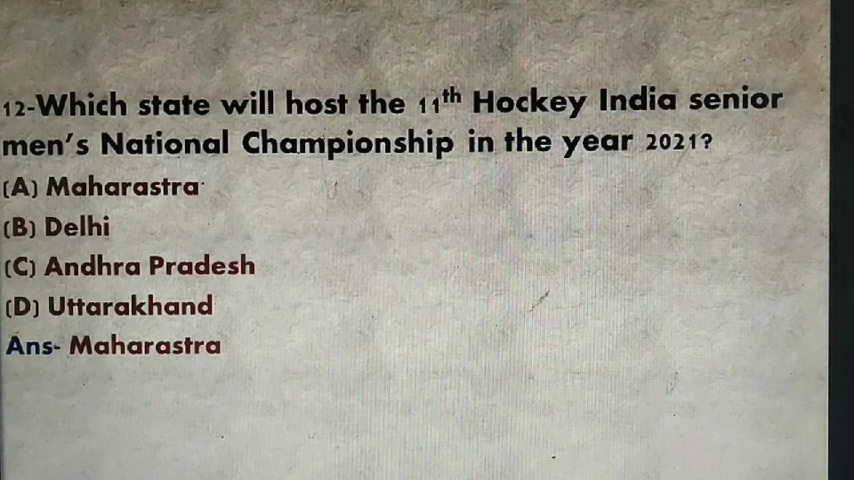 12-Which state will host the 11th Hockey India senior
men's National Championship in the year 2021?
(A) Maharastra
(B) Delhi
(C) Andhra Pradesh
(D) Uttarakhand
Ans- Maharastra